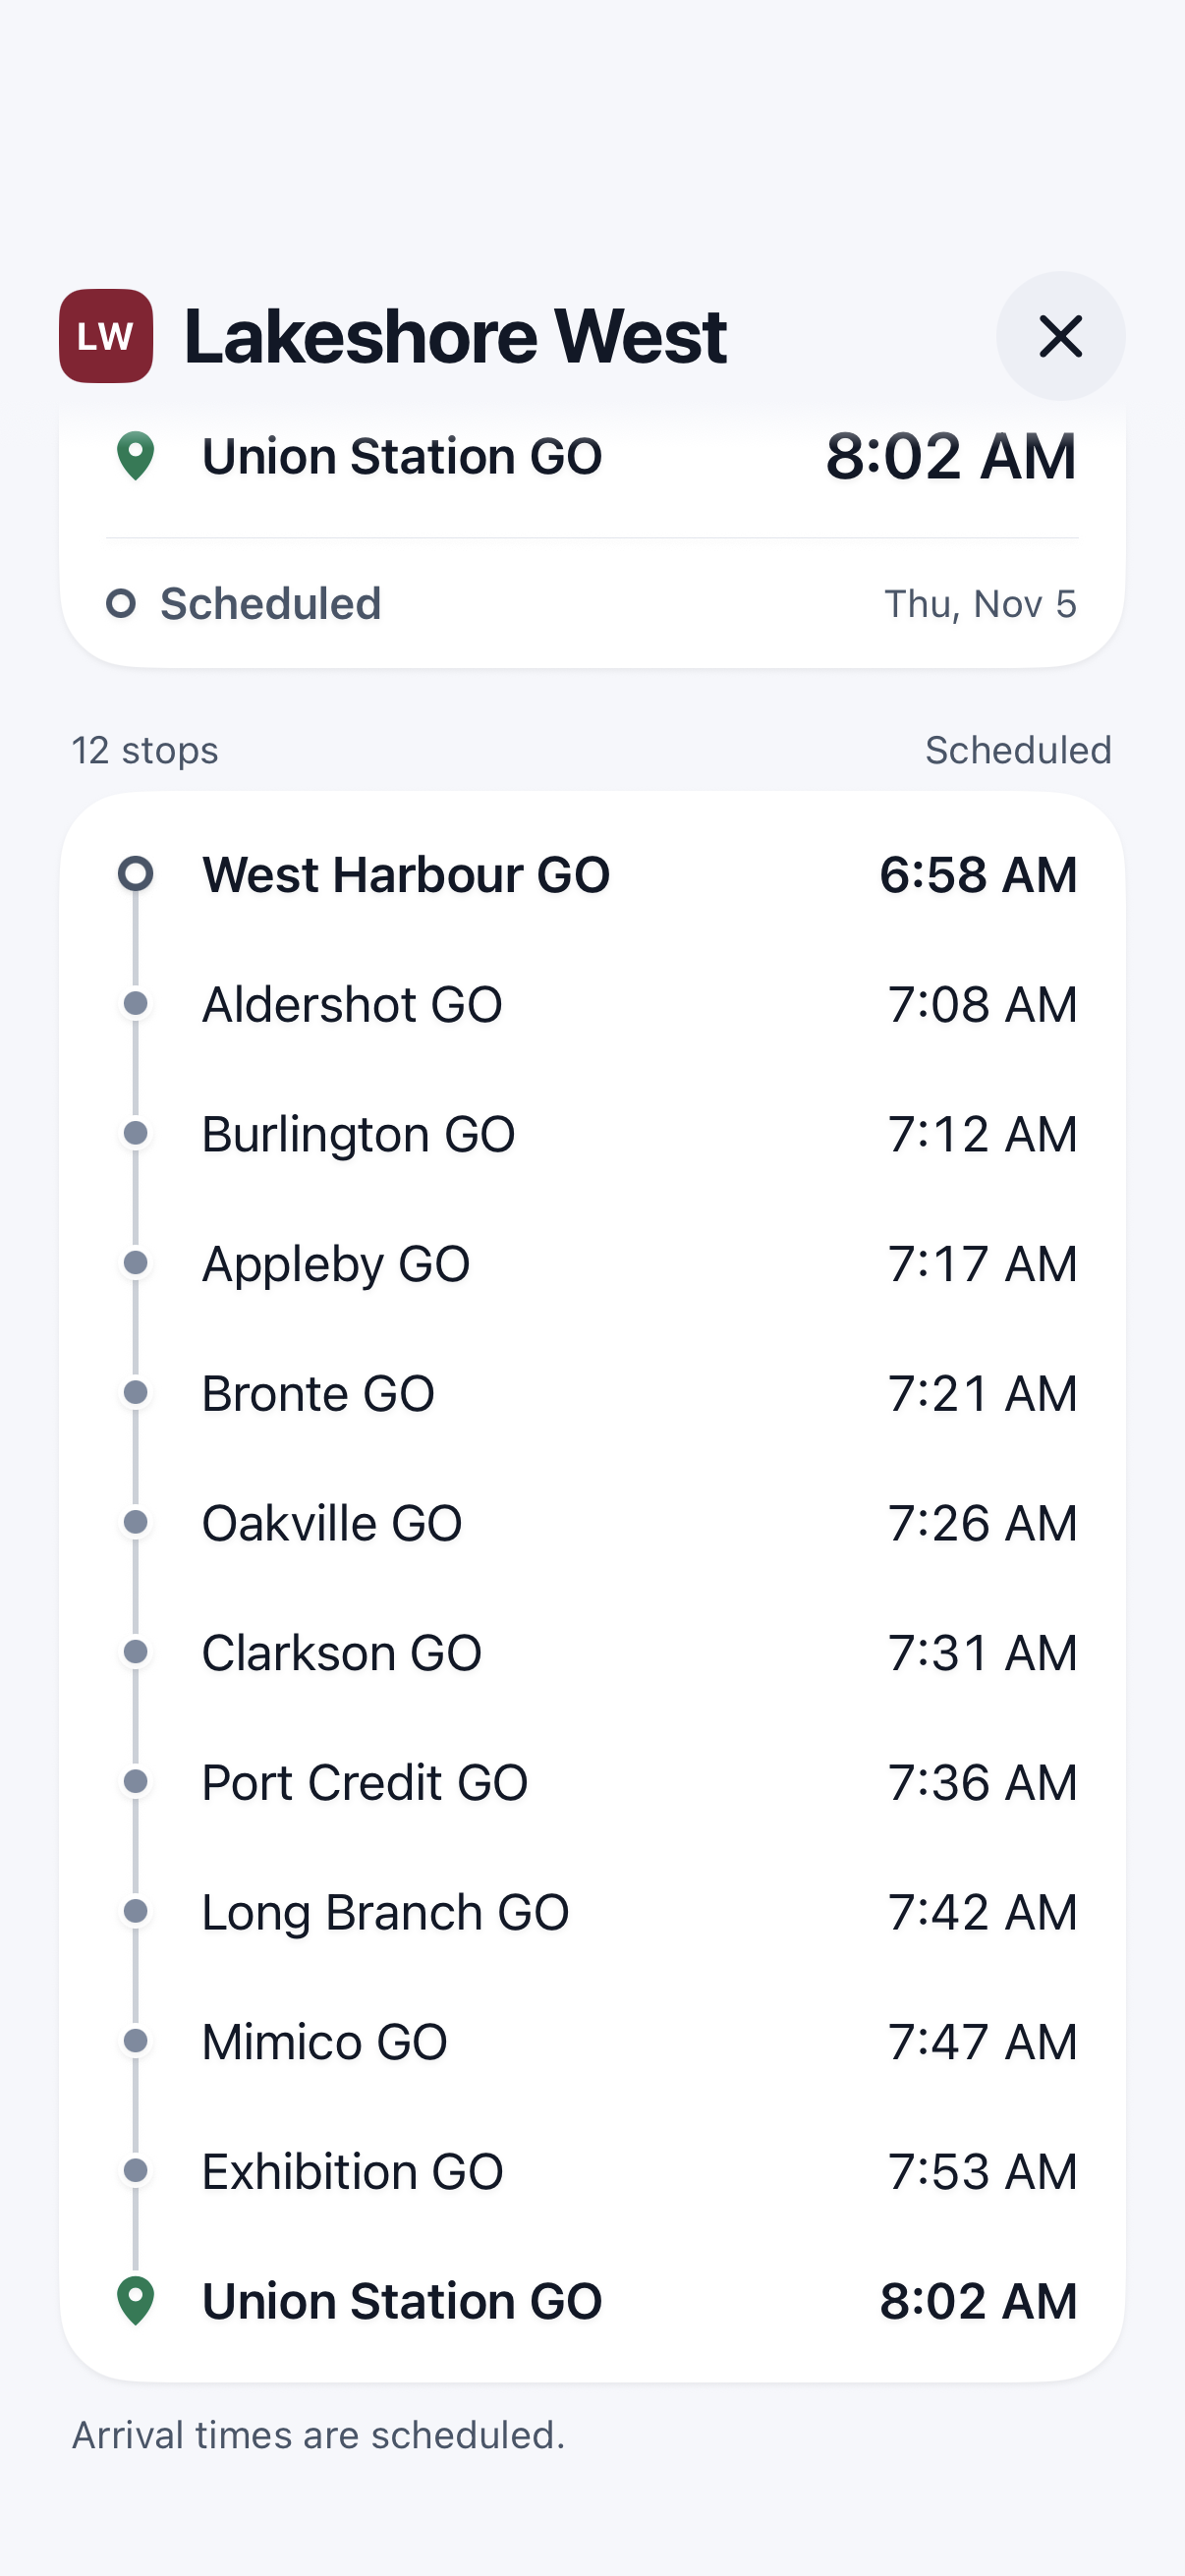 LW Lakeshore West
Union Station GO 8:02 AM
Scheduled Thu, Nov 5
12 stops Scheduled
West Harbour GO 6:58 AM
Aldershot GO 7:08 AM
Burlington GO 7:12 AM
Appleby GO 7:17 AM
Bronte GO 7:21 AM
Oakville GO 7:26 AM
Clarkson GO 7:31 AM
Port Credit GO 7:36 AM
Long Branch GO 7:42 AM
Mimico GO 7:47 AM
Exhibition GO 7:53 AM
Union Station GO 8:02 AM
Arrival times are scheduled.